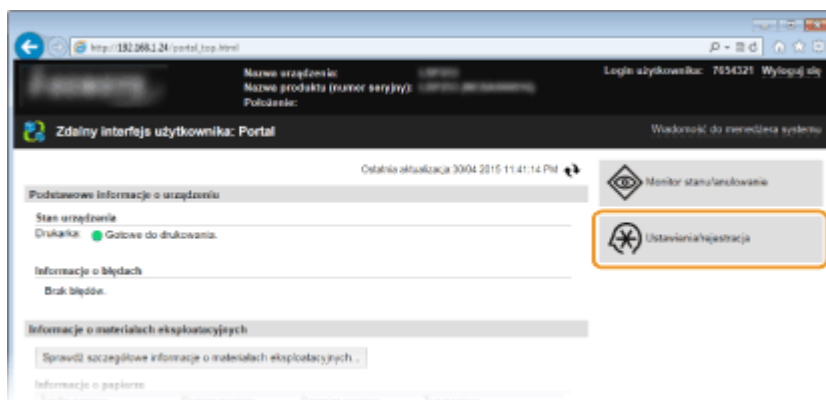 http://192.168.1.24/portal_top.html
Nazwa urządzenia:
Nazwa produktu (numer seryjny):
Położenie:
Login użytkownika: 7654321 Wyloguj się
Zdalny interfejs użytkownika: Portal
Wiadomość do menedżera systemu
Ostatnia aktualizacja 30/04 2015 11:41:14 PM
Monitor stanu/anulowanie
Podstawowe informacje o urządzeniu
Stan urządzenia
Drukarka: Gotowe do drukowania.
Ustawienia/rejestracja
Informacje o błędach
Brak błędów.
Informacje o materiałach eksploatacyjnych
Sprawdź szczegółowe informacje o materiałach eksploatacyjnych...
Informacje o papierze